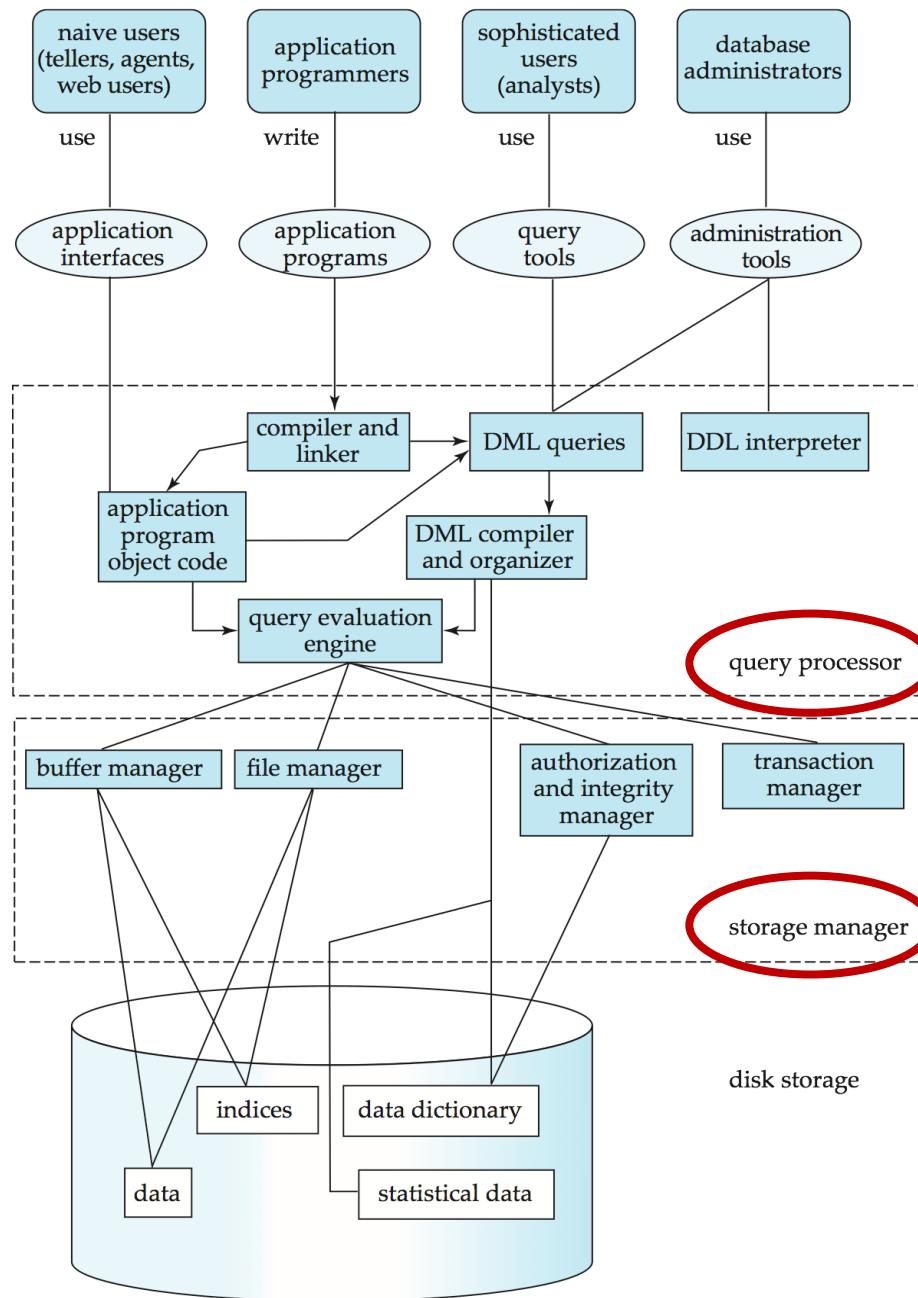 naive users
(tellers, agents,
web users)
application
programmers
sophisticated
users
(analysts)
database
administrators
use
write
use
use
application
interfaces
application
programs
query
tools
administration
tools
compiler and
linker
DML queries
DDL interpreter
application
program
object code
DML compiler
and organizer
query evaluation
engine
query processor
buffer manager
file manager
authorization
and integrity
manager
transaction
manager
storage manager
disk storage
indices
data dictionary
data
statistical data